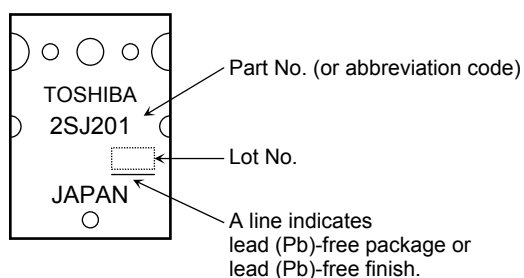 TOSHIBA
2SJ201
JAPAN
Part No. (or abbreviation code)
Lot No.
A line indicates
lead (Pb)-free package or
lead (Pb)-free finish.